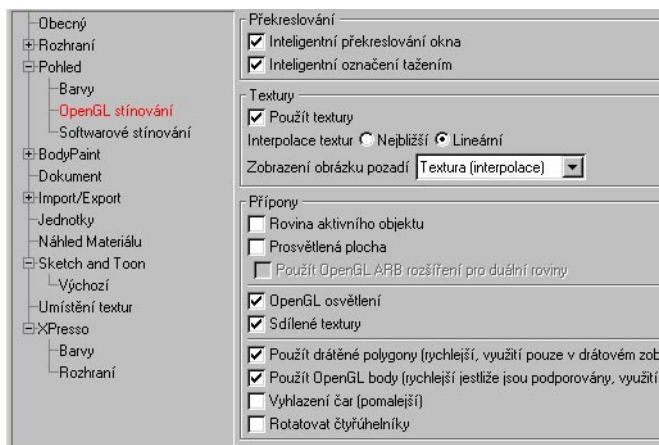 Obecný
Rozhraní
Pohled
Barvy
OpenGL stínování
Softwarové stínování
BodyPaint
Dokument
Import/Export
Jednotky
Náhled Materiálu
Sketch and Toon
Výchozí
Umístění textur
XPresso
Barvy
Rozhraní
Překreslování
Inteligentní překreslování okna
Inteligentní označení tažením
Textury
Použít textury
Interpolace textur Nejbližší Lineární
Zobrazení obrázku pozadí Textura (interpolace)
Přípony
Rovina aktivního objektu
Prosvětlená plocha
Použít OpenGL ARB rozšíření pro duální roviny
OpenGL osvětlení
Sdílené textury
Použít drátěné polygony (rychlejší, využití pouze v drátovém zob
Použít OpenGL body (rychlejší jestliže jsou podporovány, využití
Vyhlazení čar (pomalejší)
Rotatovat čtyřúhelníky